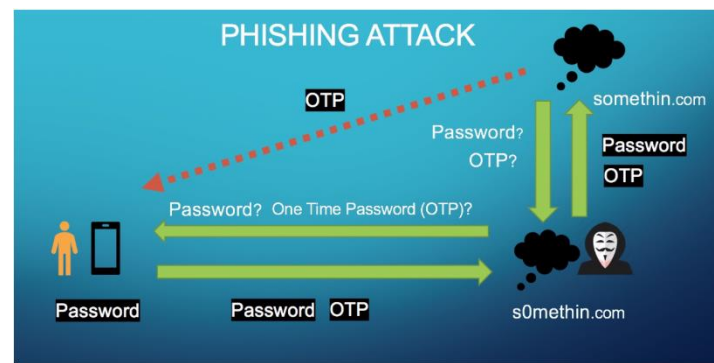 PHISHING ATTACK
OTP
somethin.com
Password?
OTP?
Password
OTP
Password? One Time Password (OTP)?
Password
Password OTP
s0methin.com